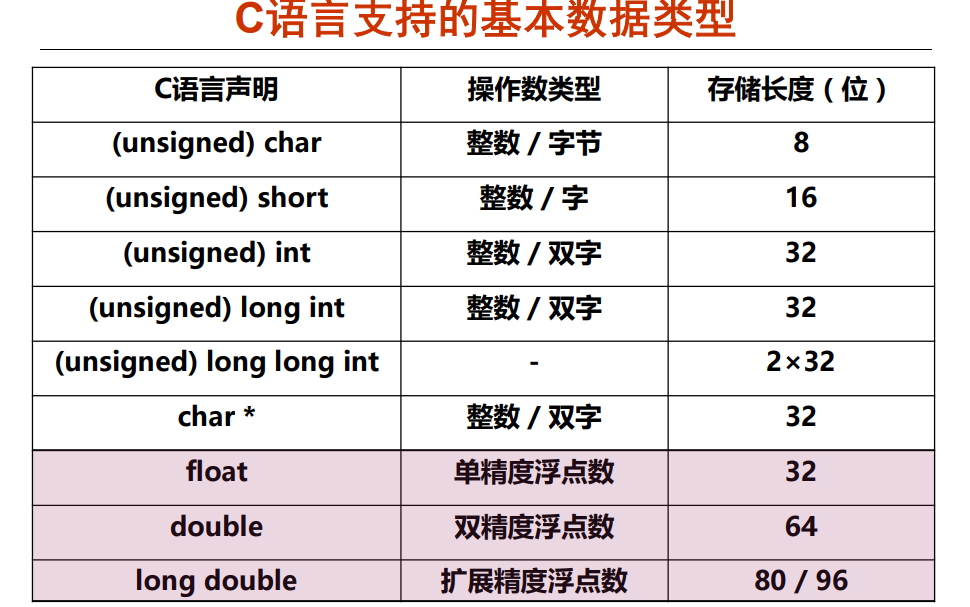 C语言支持的基本数据类型
C语言声明 操作数类型 存储长度（位）
(unsigned) char 整数 / 字节 8
(unsigned) short 整数 / 字 16
(unsigned) int 整数 / 双字 32
(unsigned) long int 整数 / 双字 32
(unsigned) long long int - 2×32
char * 整数 / 双字 32
float 单精度浮点数 32
double 双精度浮点数 64
long double 扩展精度浮点数 80 / 96